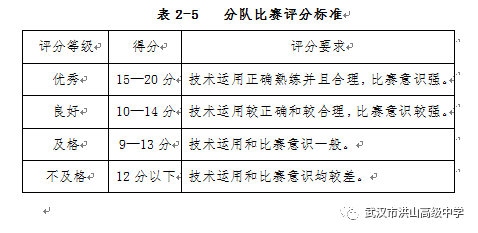 表 2-5 分队比赛评分标准
评分等级 得分 评分要求
优秀 15—20 分 技术运用正确熟练并且合理，比赛意识强。
良好 10—14 分 技术运用较正确和较合理，比赛意识较强。
及格 9—13 分 技术运用和比赛意识一般。
不及格 12 分以下 技术运用和比赛意识均较差。
武汉市洪山高级中学